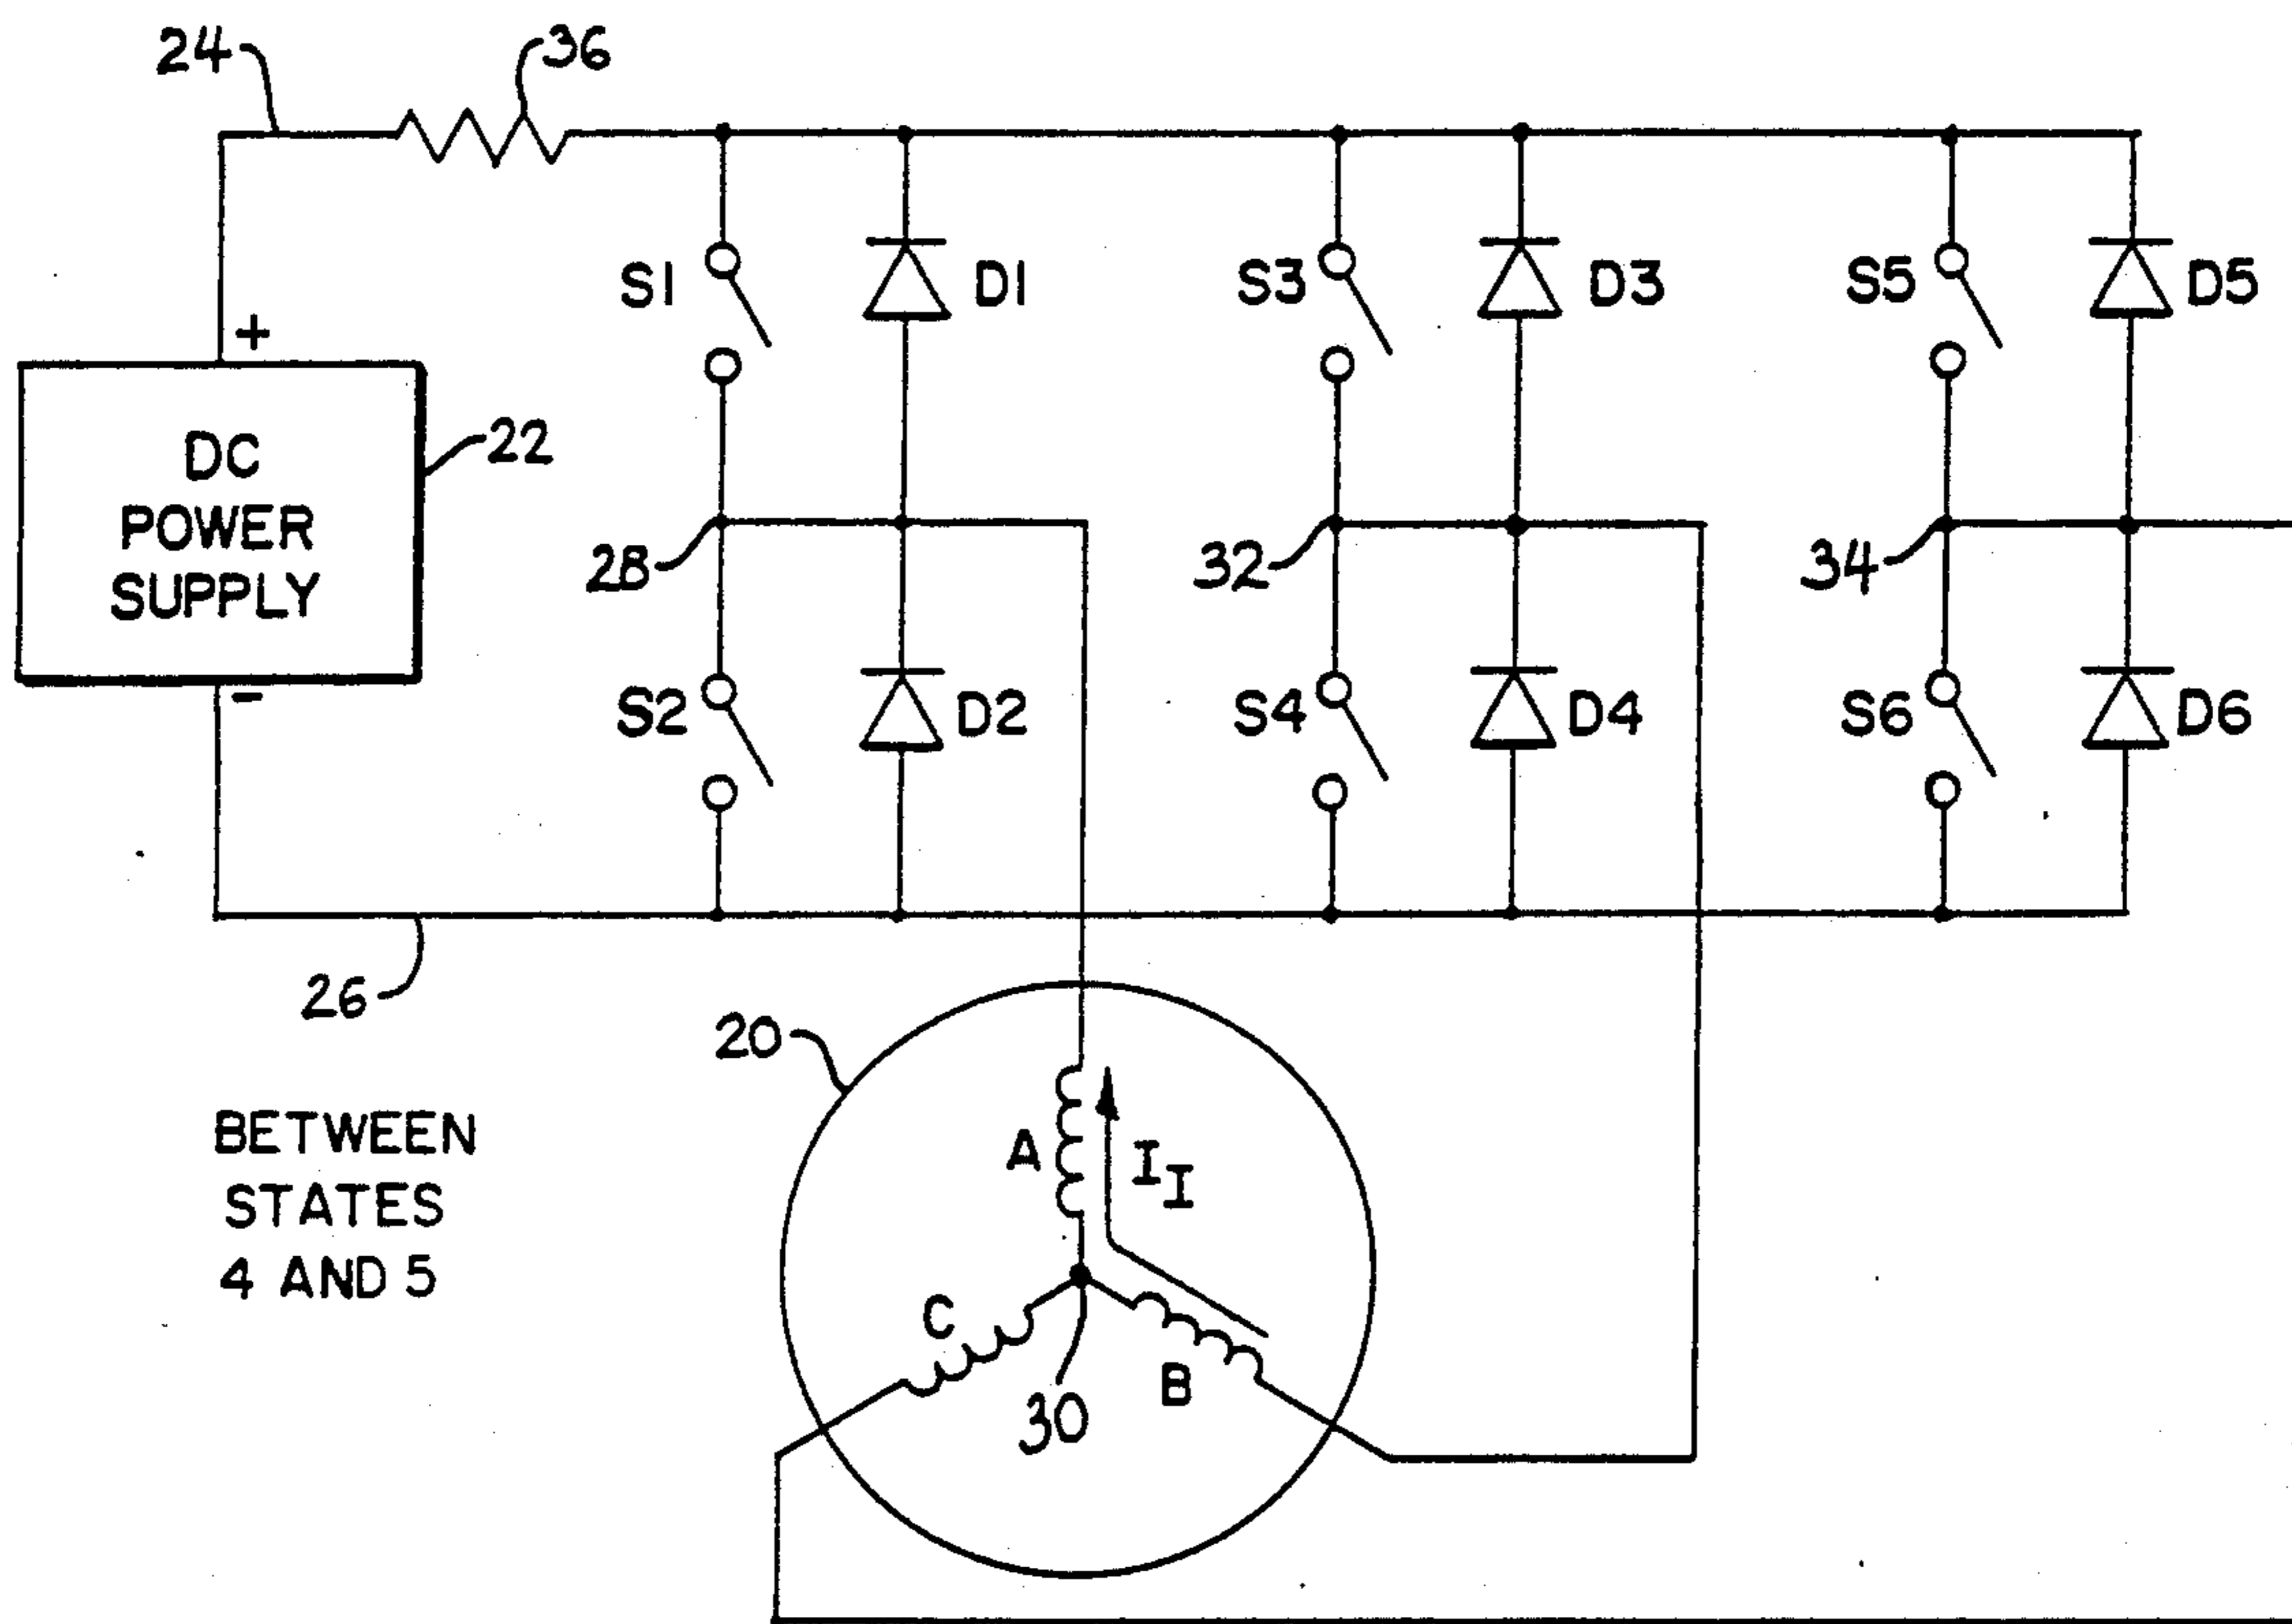 24
36
S1
D1
S3
D3
S5
D5
+
DC
POWER
SUPPLY
22
28
32
34
-
S2
D2
S4
D4
S6
D6
26
20
BETWEEN
STATES
4 AND 5
A
I I
C
B
30